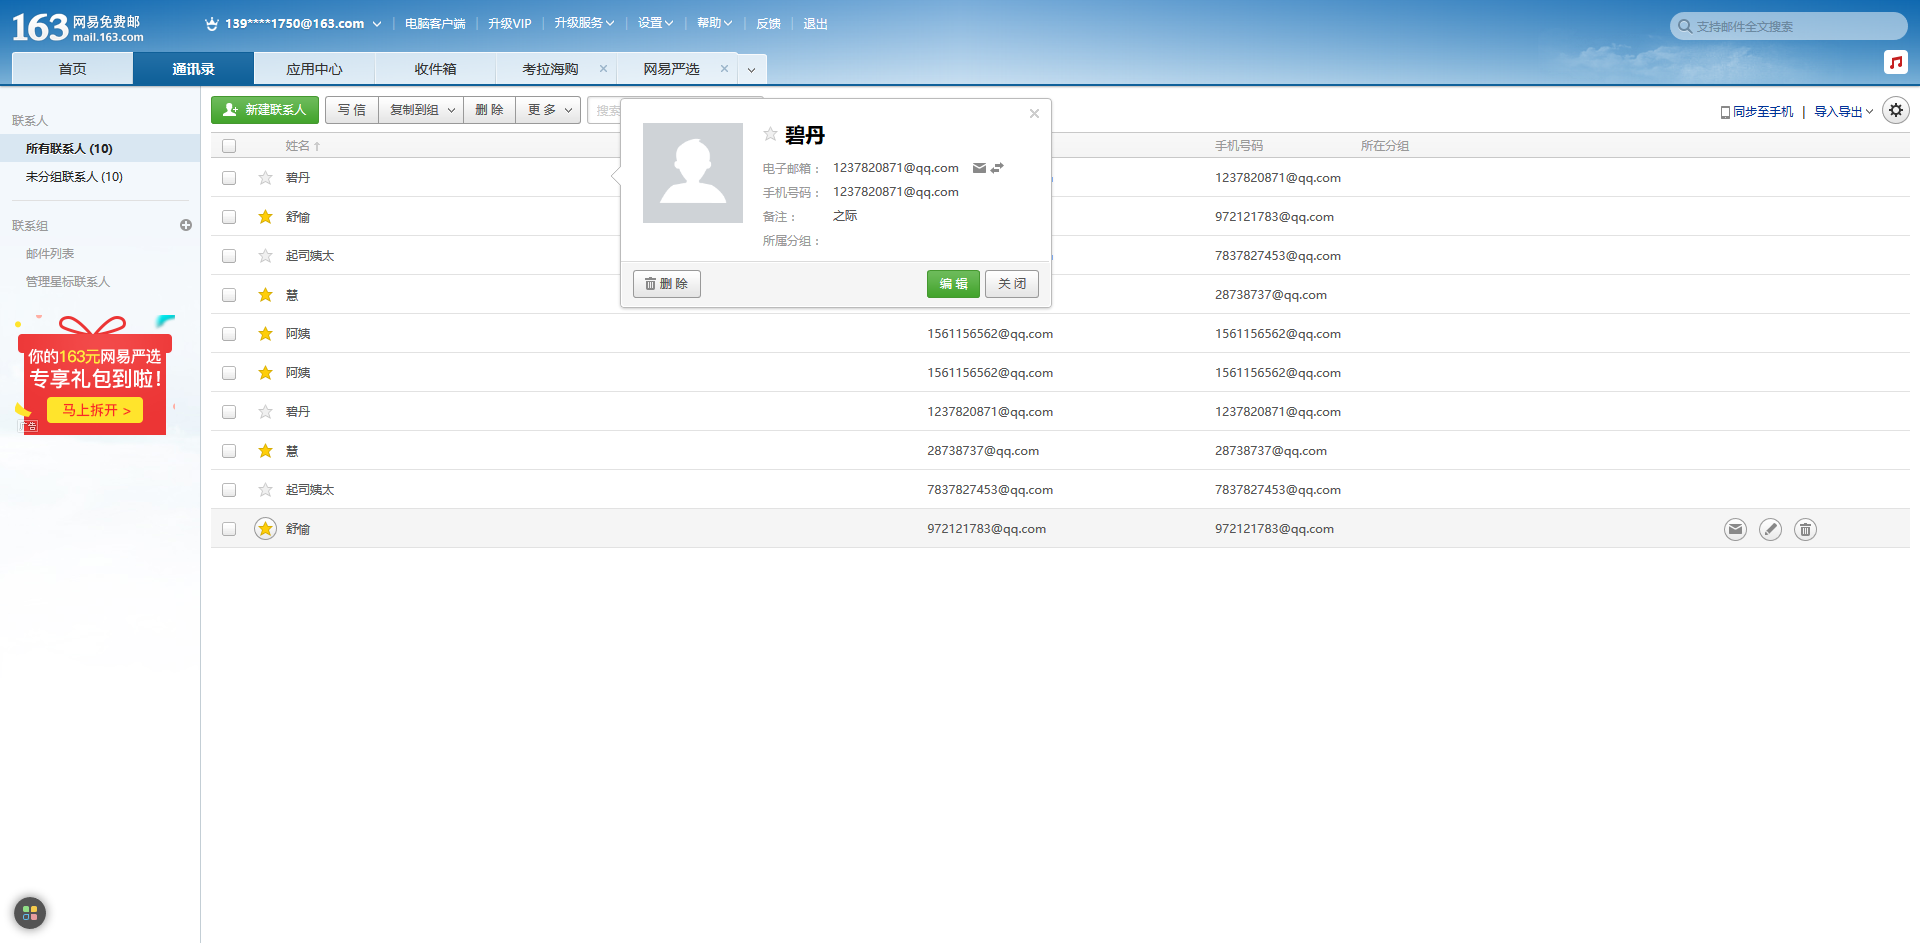 163 网易免费邮
mail.163.com
139****1750@163.com
电脑客户端
升级VIP
升级服务
设置
帮助
反馈
退出
支持邮件全文搜索
首页
通讯录
应用中心
收件箱
考拉海购
网易严选
联系人
所有联系人 (10)
未分组联系人 (10)
联系组
邮件列表
管理星标联系人
你的163元网易严选
专享礼包到啦!
马上拆开 >
广告
新建联系人
写 信
复制到组
删 除
更 多
搜索
同步至手机 | 导入导出
姓名↑
手机号码
所在分组
碧丹
1237820871@qq.com
舒愉
972121783@qq.com
起司姨太
7837827453@qq.com
慧
28738737@qq.com
阿姨
1561156562@qq.com
1561156562@qq.com
阿姨
1561156562@qq.com
1561156562@qq.com
碧丹
1237820871@qq.com
1237820871@qq.com
慧
28738737@qq.com
28738737@qq.com
起司姨太
7837827453@qq.com
7837827453@qq.com
舒愉
972121783@qq.com
972121783@qq.com
碧丹
电子邮箱： 1237820871@qq.com
手机号码： 1237820871@qq.com
备注： 之际
所属分组：
删 除
编 辑
关 闭